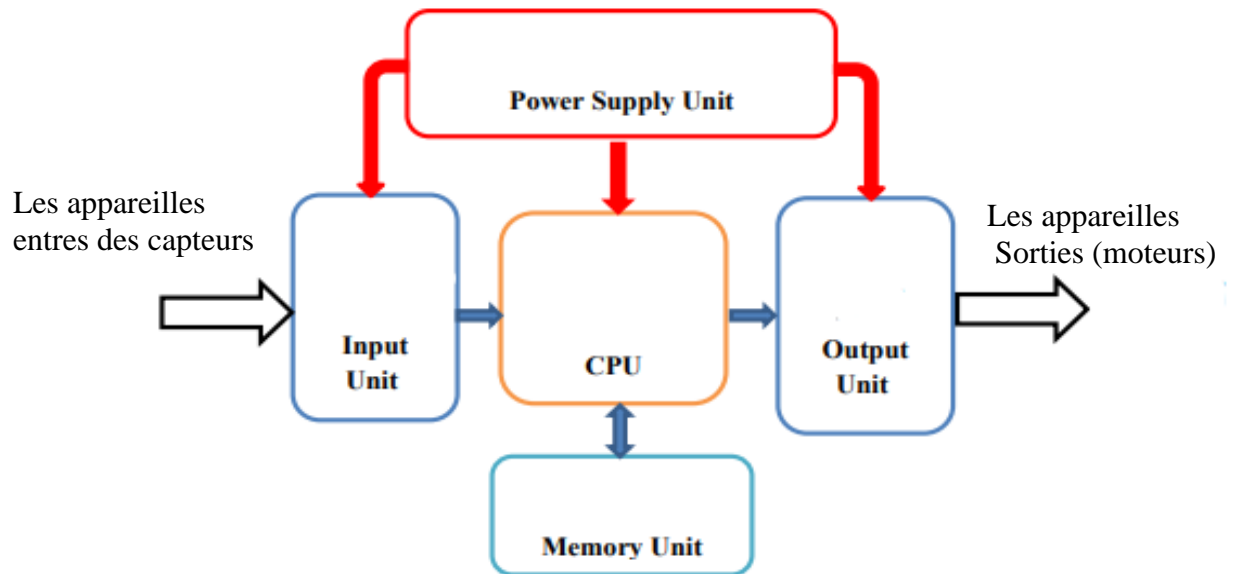 Power Supply Unit
Les appareilles
entres des capteurs
Les appareilles
Sorties (moteurs)
Input
Unit
CPU
Output
Unit
Memory Unit